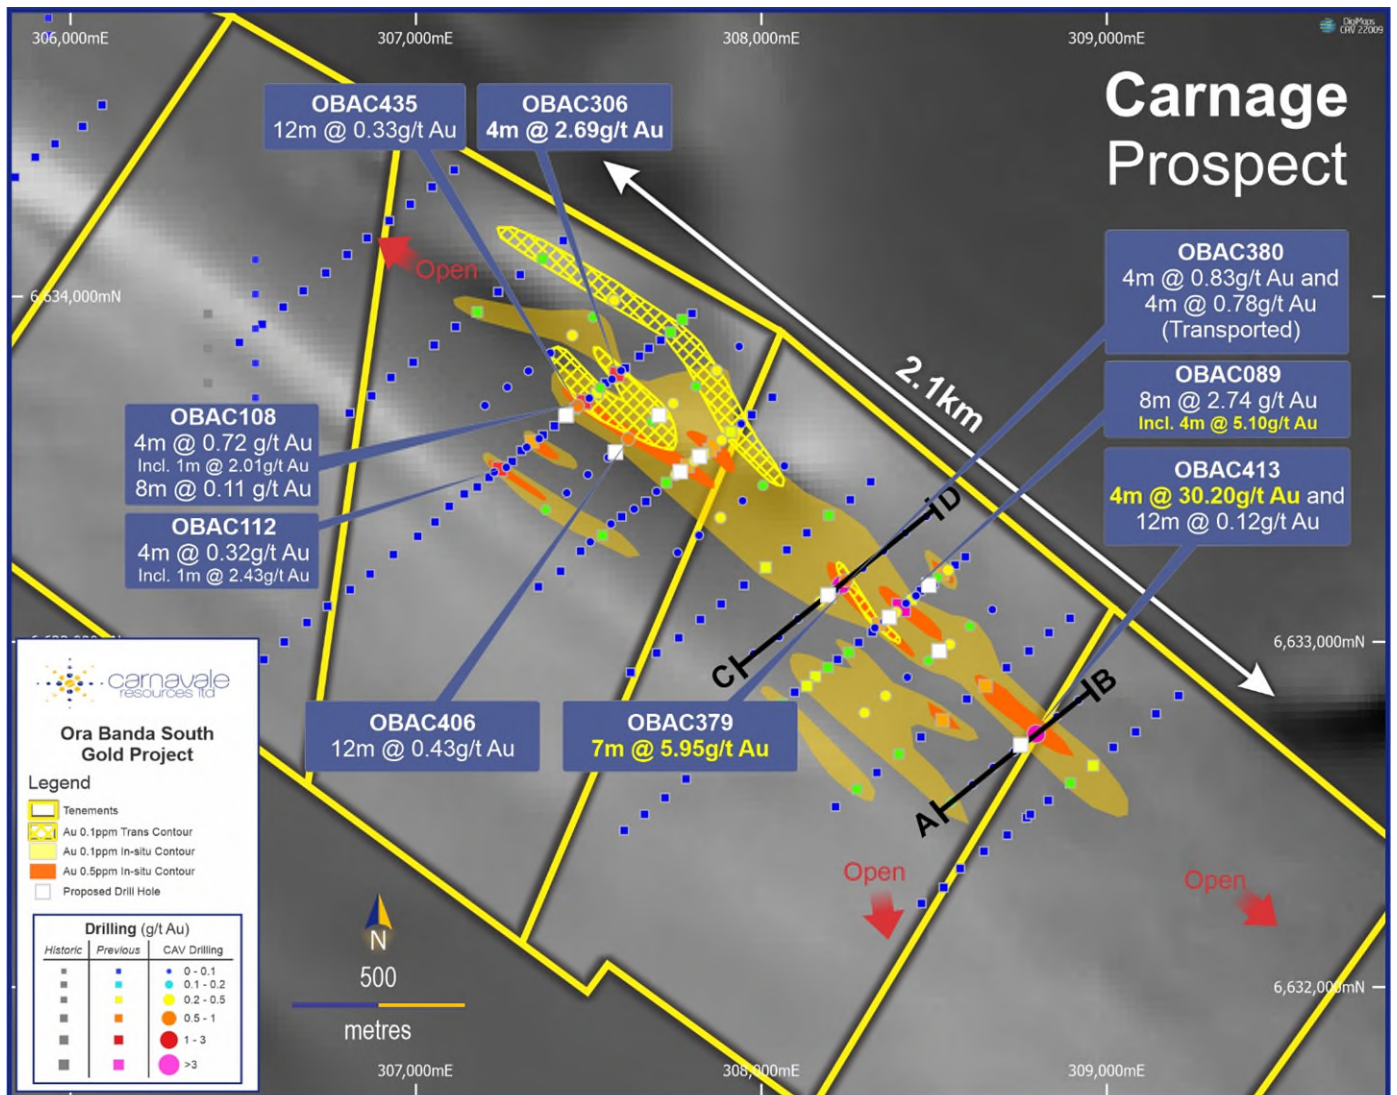 306,000mE
307,000mE
308,000mE
309,000mE
DigiMaps
CAV 22009
Carnage
Prospect
OBAC435
12m @ 0.33g/t Au
OBAC306
4m @ 2.69g/t Au
Open
6,634,000mN
2.1km
OBAC380
4m @ 0.83g/t Au and
4m @ 0.78g/t Au
(Transported)
OBAC089
8m @ 2.74 g/t Au
Incl. 4m @ 5.10g/t Au
OBAC413
4m @ 30.20g/t Au and
12m @ 0.12g/t Au
OBAC108
4m @ 0.72 g/t Au
Incl. 1m @ 2.01g/t Au
8m @ 0.11 g/t Au
OBAC112
4m @ 0.32g/t Au
Incl. 1m @ 2.43g/t Au
D
C
B
A
6,633,000mN
OBAC406
12m @ 0.43g/t Au
OBAC379
7m @ 5.95g/t Au
carnavale
resources ltd
Ora Banda South
Gold Project
Legend
Tenements
Au 0.1ppm Trans Contour
Au 0.1ppm In-situ Contour
Au 0.5ppm In-situ Contour
Proposed Drill Hole
Drilling (g/t Au)
Historic Previous CAV Drilling
0 - 0.1
0.1 - 0.2
0.2 - 0.5
0.5 - 1
1 - 3
>3
N
500
metres
Open
Open
6,632,000mN
307,000mE
308,000mE
309,000mE